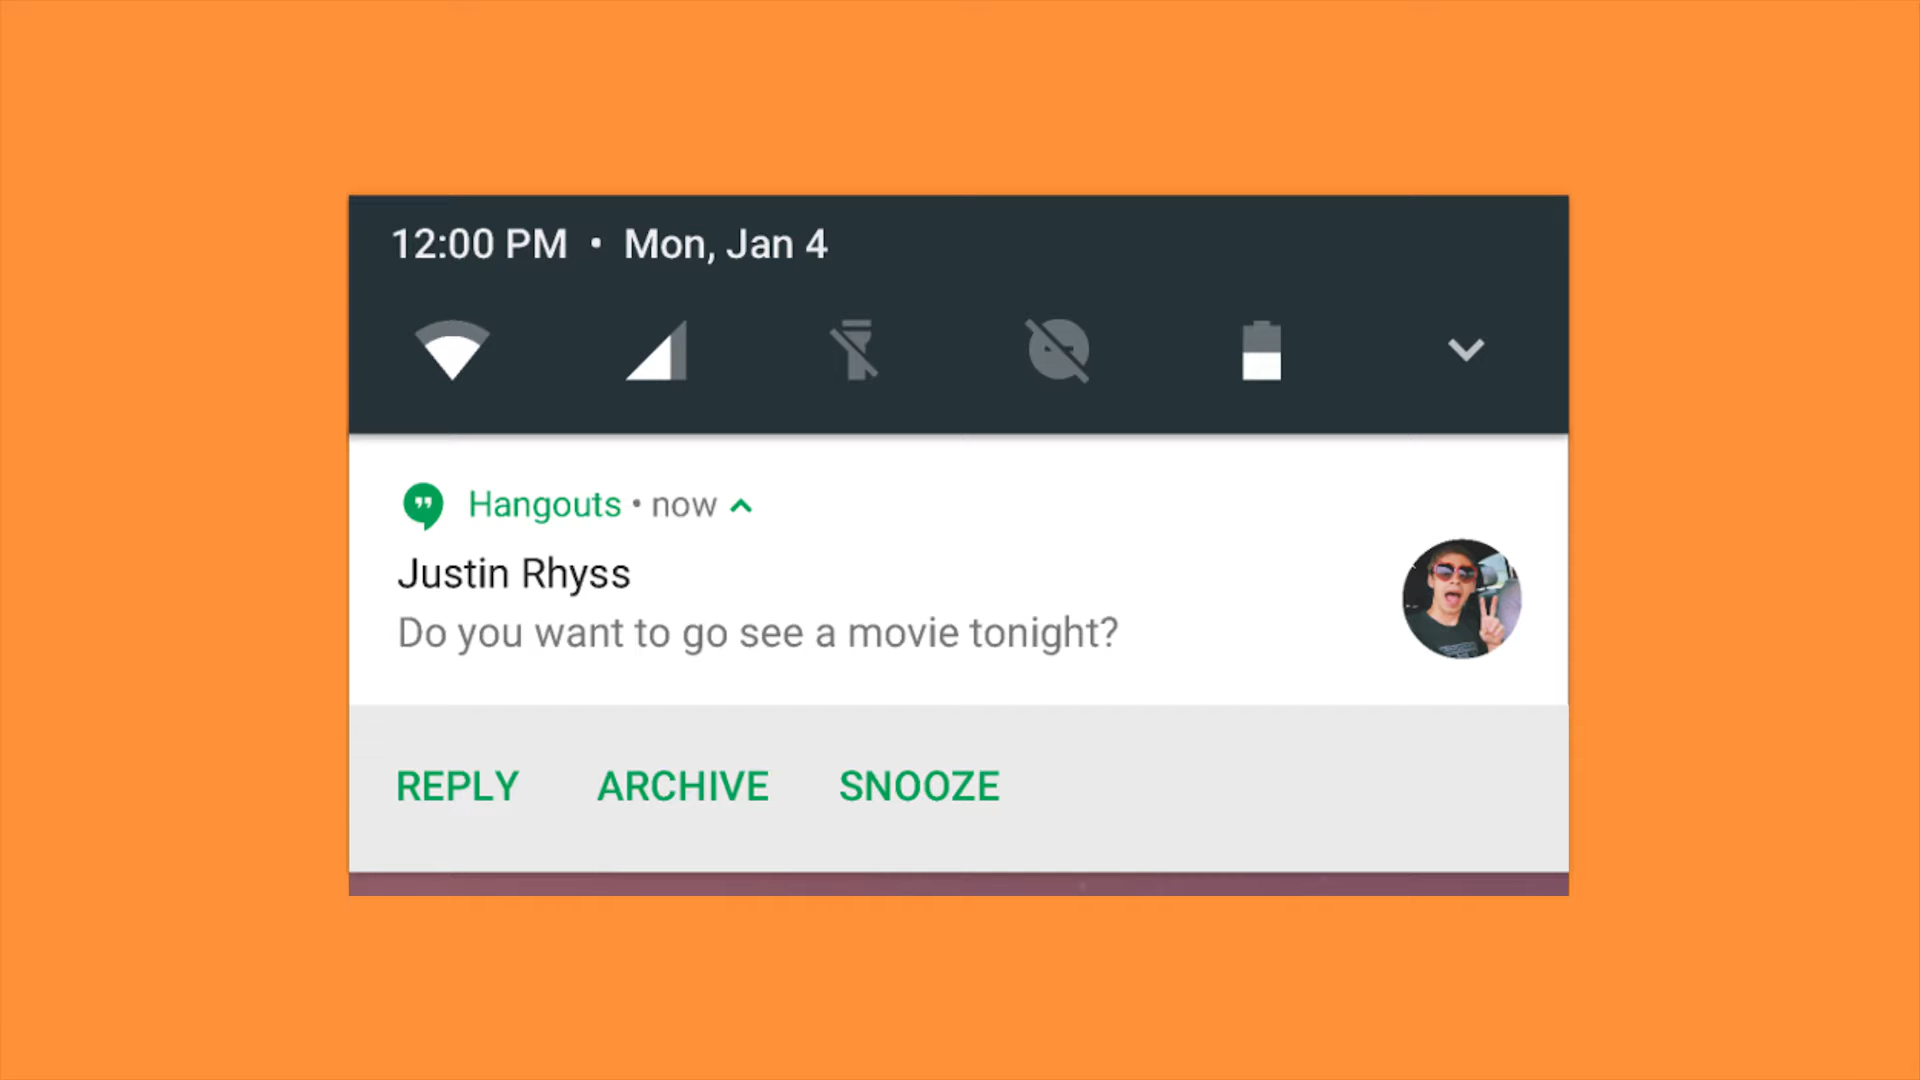 12:00 PM • Mon, Jan 4
Hangouts • now
Justin Rhyss
Do you want to go see a movie tonight?
REPLY ARCHIVE SNOOZE